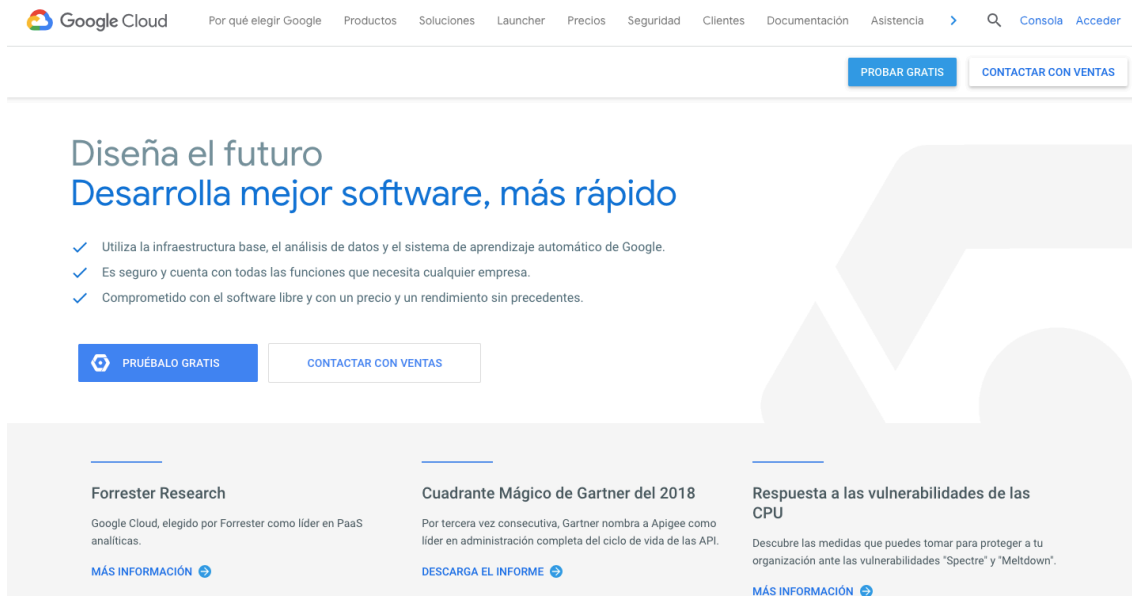 Google Cloud
Por qué elegir Google Productos Soluciones Launcher Precios Seguridad Clientes Documentación Asistencia Consola Acceder
PROBAR GRATIS CONTACTAR CON VENTAS
Diseña el futuro
Desarrolla mejor software, más rápido
Utiliza la infraestructura base, el análisis de datos y el sistema de aprendizaje automático de Google.
Es seguro y cuenta con todas las funciones que necesita cualquier empresa.
Comprometido con el software libre y con un precio y un rendimiento sin precedentes.
PRUÉBALO GRATIS CONTACTAR CON VENTAS
Forrester Research
Google Cloud, elegido por Forrester como líder en PaaS
analíticas.
MÁS INFORMACIÓN
Cuadrante Mágico de Gartner del 2018
Por tercera vez consecutiva, Gartner nombra a Apigee como
líder en administración completa del ciclo de vida de las API.
DESCARGA EL INFORME
Respuesta a las vulnerabilidades de las
CPU
Descubre las medidas que puedes tomar para proteger a tu
organización ante las vulnerabilidades "Spectre" y "Meltdown".
MÁS INFORMACIÓN